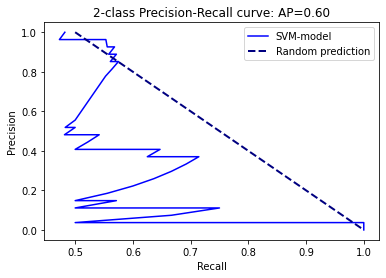 2-class Precision-Recall curve: AP=0.60
SVM-model
Random prediction
Precision
1.0
0.8
0.6
0.4
0.2
0.0
0.5 0.6 0.7 0.8 0.9 1.0
Recall